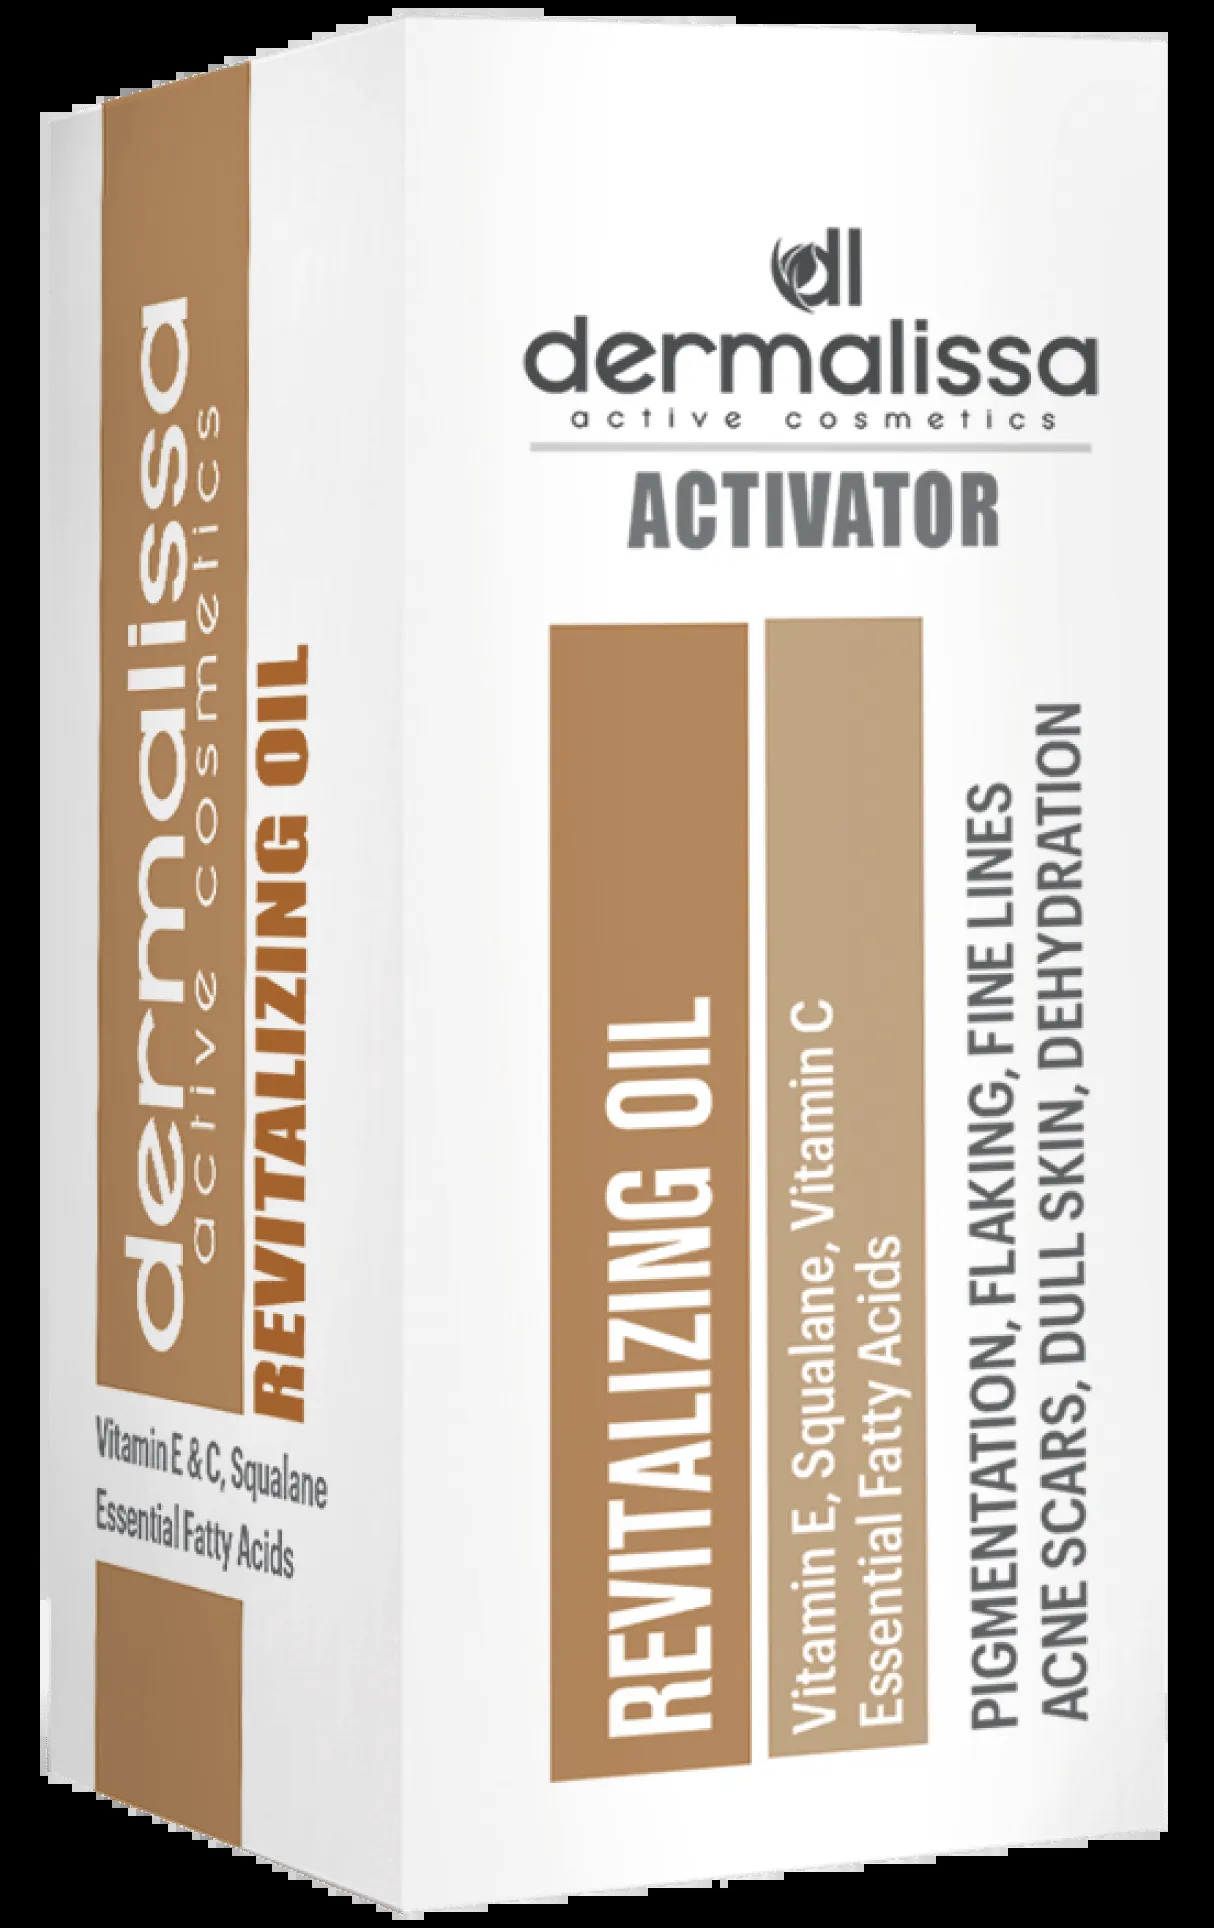 dermalissa
active cosmetics
REVITALIZING OIL
Vitamin E & C, Squalane
Essential Fatty Acids
dl
dermalissa
active cosmetics
ACTIVATOR
REVITALIZING OIL
Vitamin E, Squalane, Vitamin C
Essential Fatty Acids
PIGMENTATION, FLAKING, FINE LINES
ACNE SCARS, DULL SKIN, DEHYDRATION